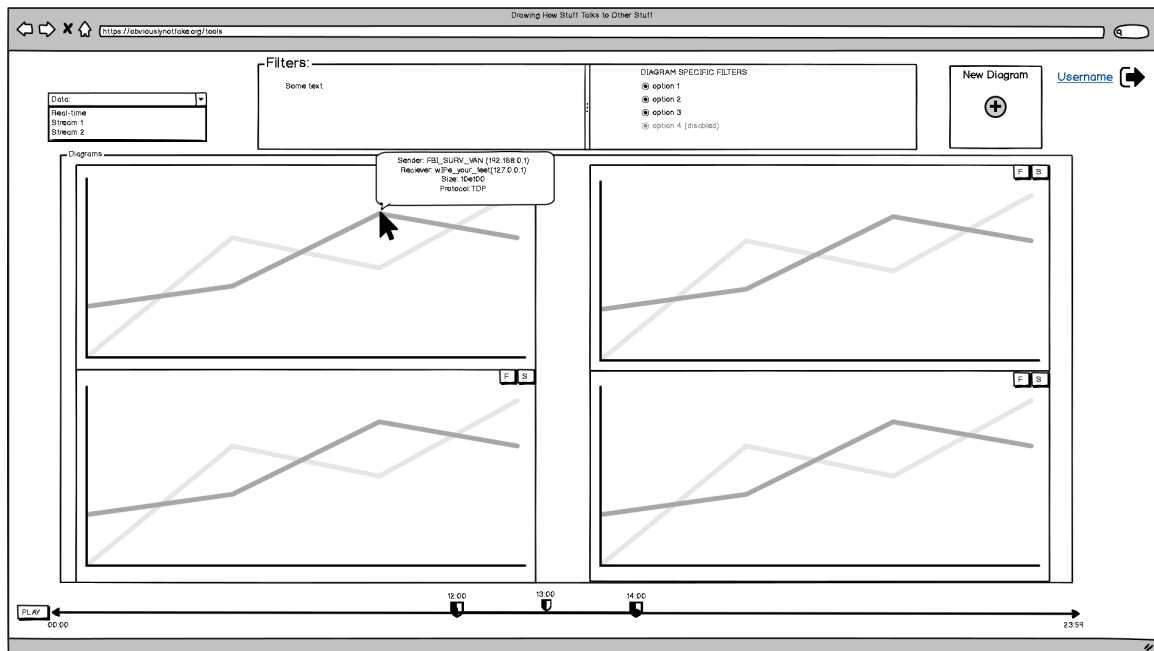 Drawing How Stuff Talks to Other Stuff
https://obviouslynotfake.org/tools
Filters:
Some text
DIAGRAM SPECIFIC FILTERS
option 1
option 2
option 3
option 4 (disabled)
New Diagram
Username
Data:
Real-time
Stream 1
Stream 2
Diagrams
Sender: FBI_SURV_VAN (192.168.0.1)
Reciever: wIPe_your_feet(127.0.0.1)
Size: 10e100
Protocol: TDP
F S
F S
F S
12:00
13:00
14:00
PLAY
00:00
23:59